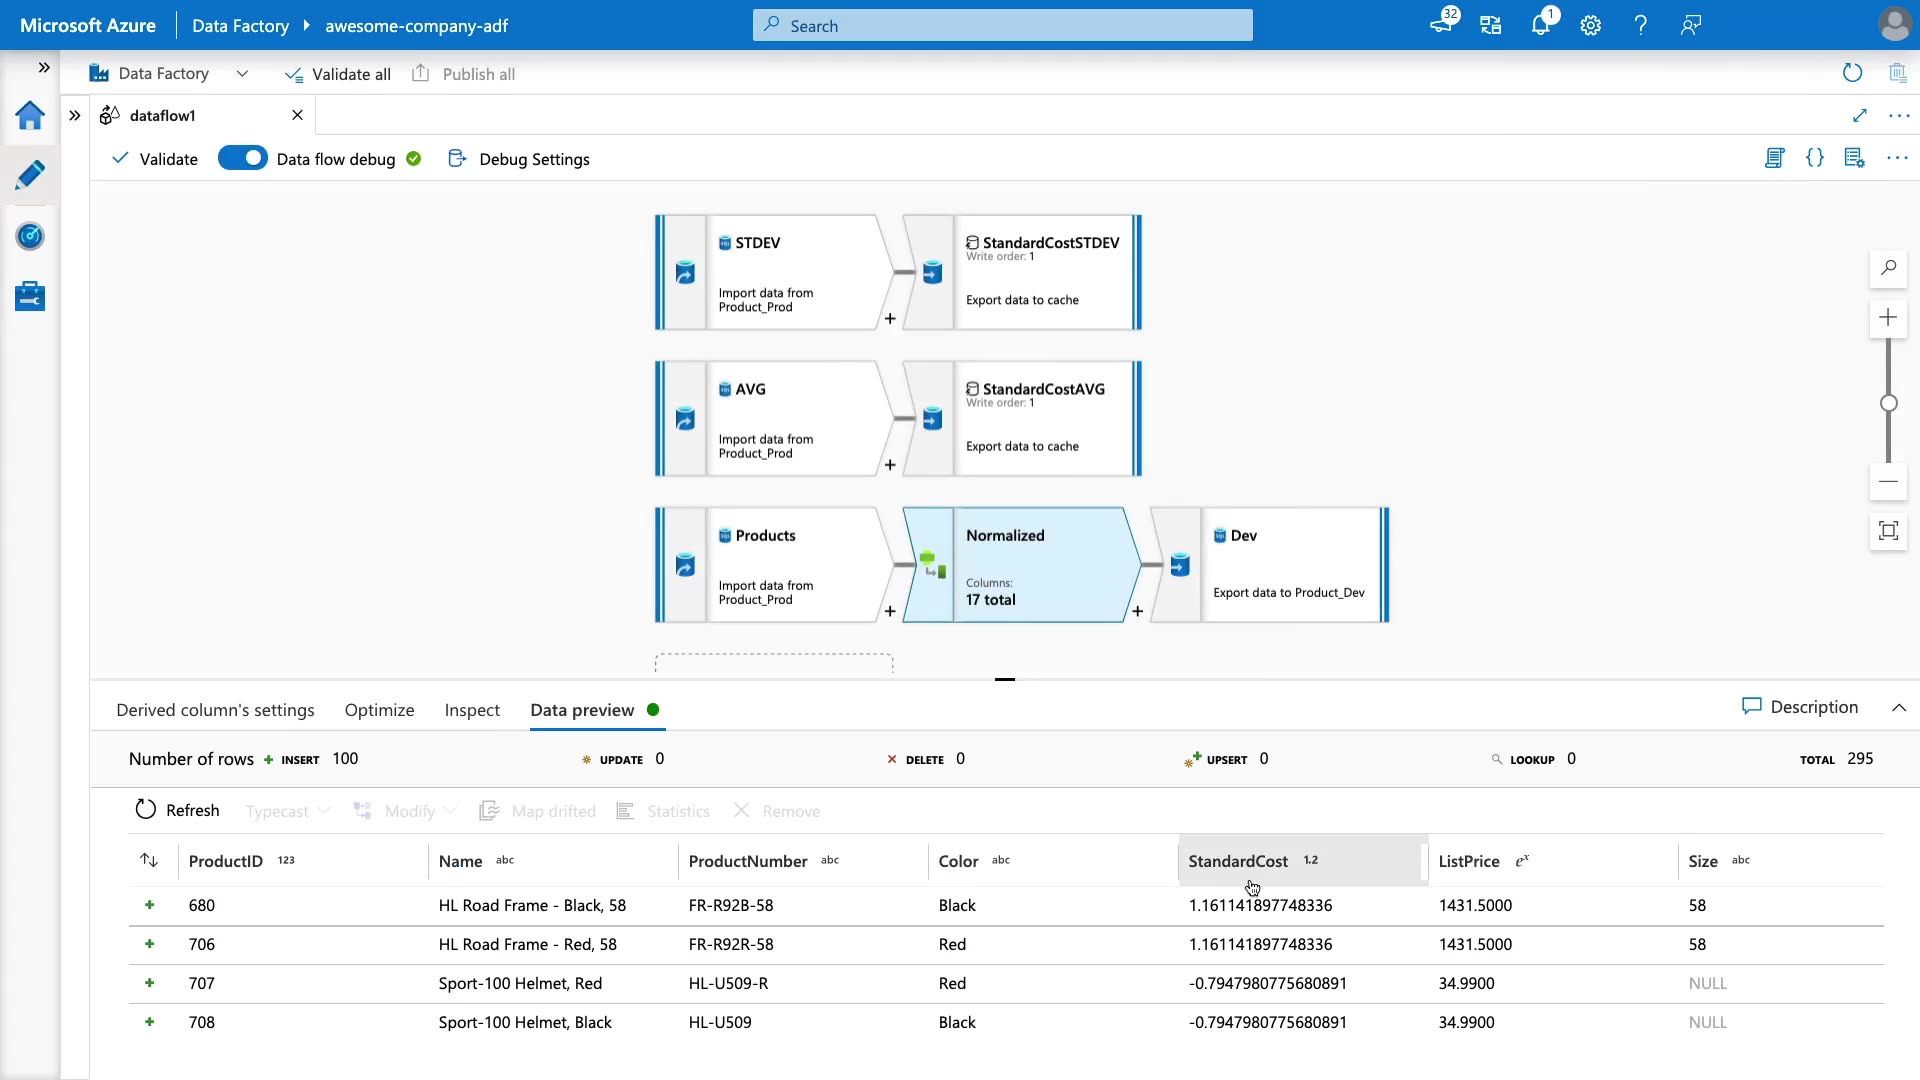 Microsoft Azure
Data Factory
awesome-company-adf
Search
32
1
?
Data Factory
Validate all
Publish all
dataflow1
Validate
Data flow debug
Debug Settings
STDEV
Import data from
Product_Prod
StandardCostSTDEV
Write order: 1
Export data to cache
AVG
Import data from
Product_Prod
StandardCostAVG
Write order: 1
Export data to cache
Products
Import data from
Product_Prod
Normalized
Columns:
17 total
Dev
Export data to Product_Dev
Derived column's settings
Optimize
Inspect
Data preview
Description
Number of rows + INSERT 100
UPDATE 0
DELETE 0
UPSERT 0
LOOKUP 0
TOTAL 295
Refresh
Typecast
Modify
Map drifted
Statistics
Remove
ProductID 123 Name abc ProductNumber abc Color abc StandardCost 1.2 ListPrice eˣ Size abc
680 HL Road Frame - Black, 58 FR-R92B-58 Black 1.161141897748336 1431.5000 58
706 HL Road Frame - Red, 58 FR-R92R-58 Red 1.161141897748336 1431.5000 58
707 Sport-100 Helmet, Red HL-U509-R Red -0.7947980775680891 34.9900 NULL
708 Sport-100 Helmet, Black HL-U509 Black -0.7947980775680891 34.9900 NULL